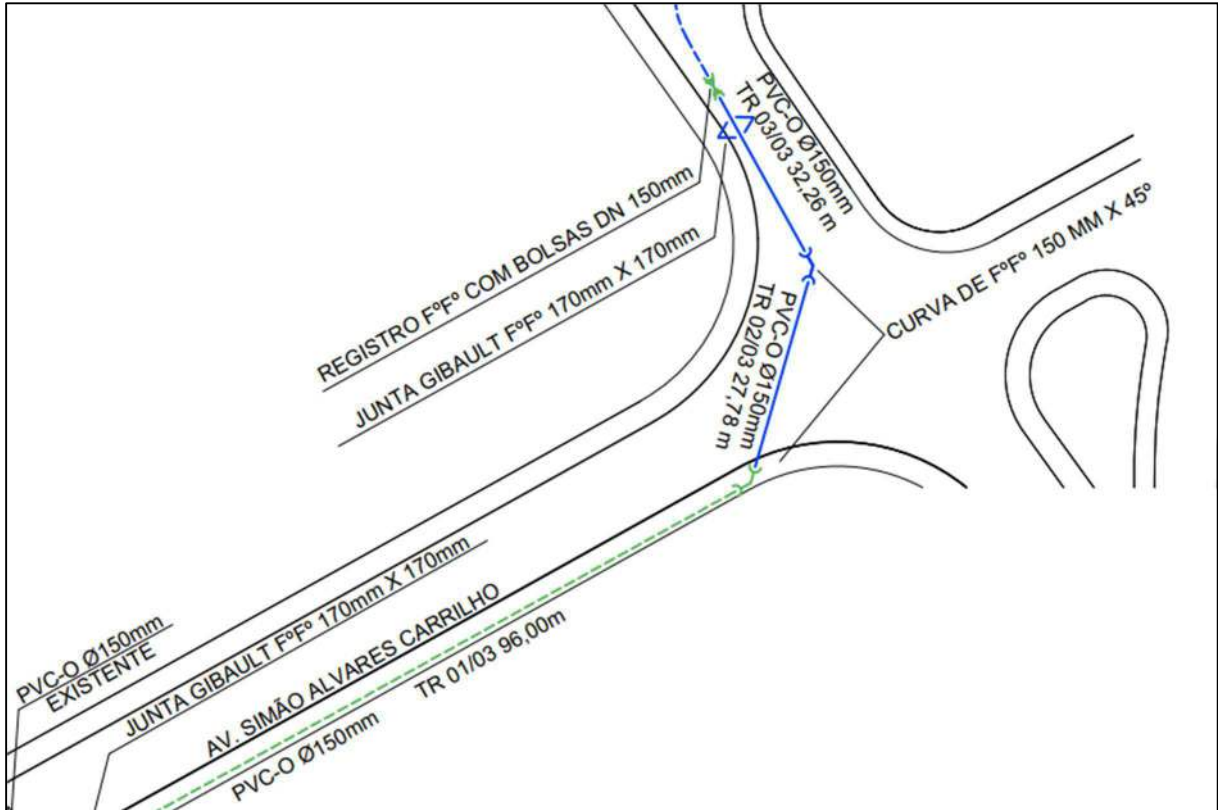 PVC-O Ø150mm
TR 03/03 32,26 m
REGISTRO FºFº COM BOLSAS DN 150mm
JUNTA GIBAULT FºFº 170mm X 170mm
CURVA DE FºFº 150 MM X 45º
PVC-O Ø150mm
TR 02/03 27,78 m
PVC-O Ø150mm
EXISTENTE
JUNTA GIBAULT FºFº 170mm X 170mm
AV. SIMÃO ALVARES CARRILHO
TR 01/03 96,00m
PVC-O Ø150mm